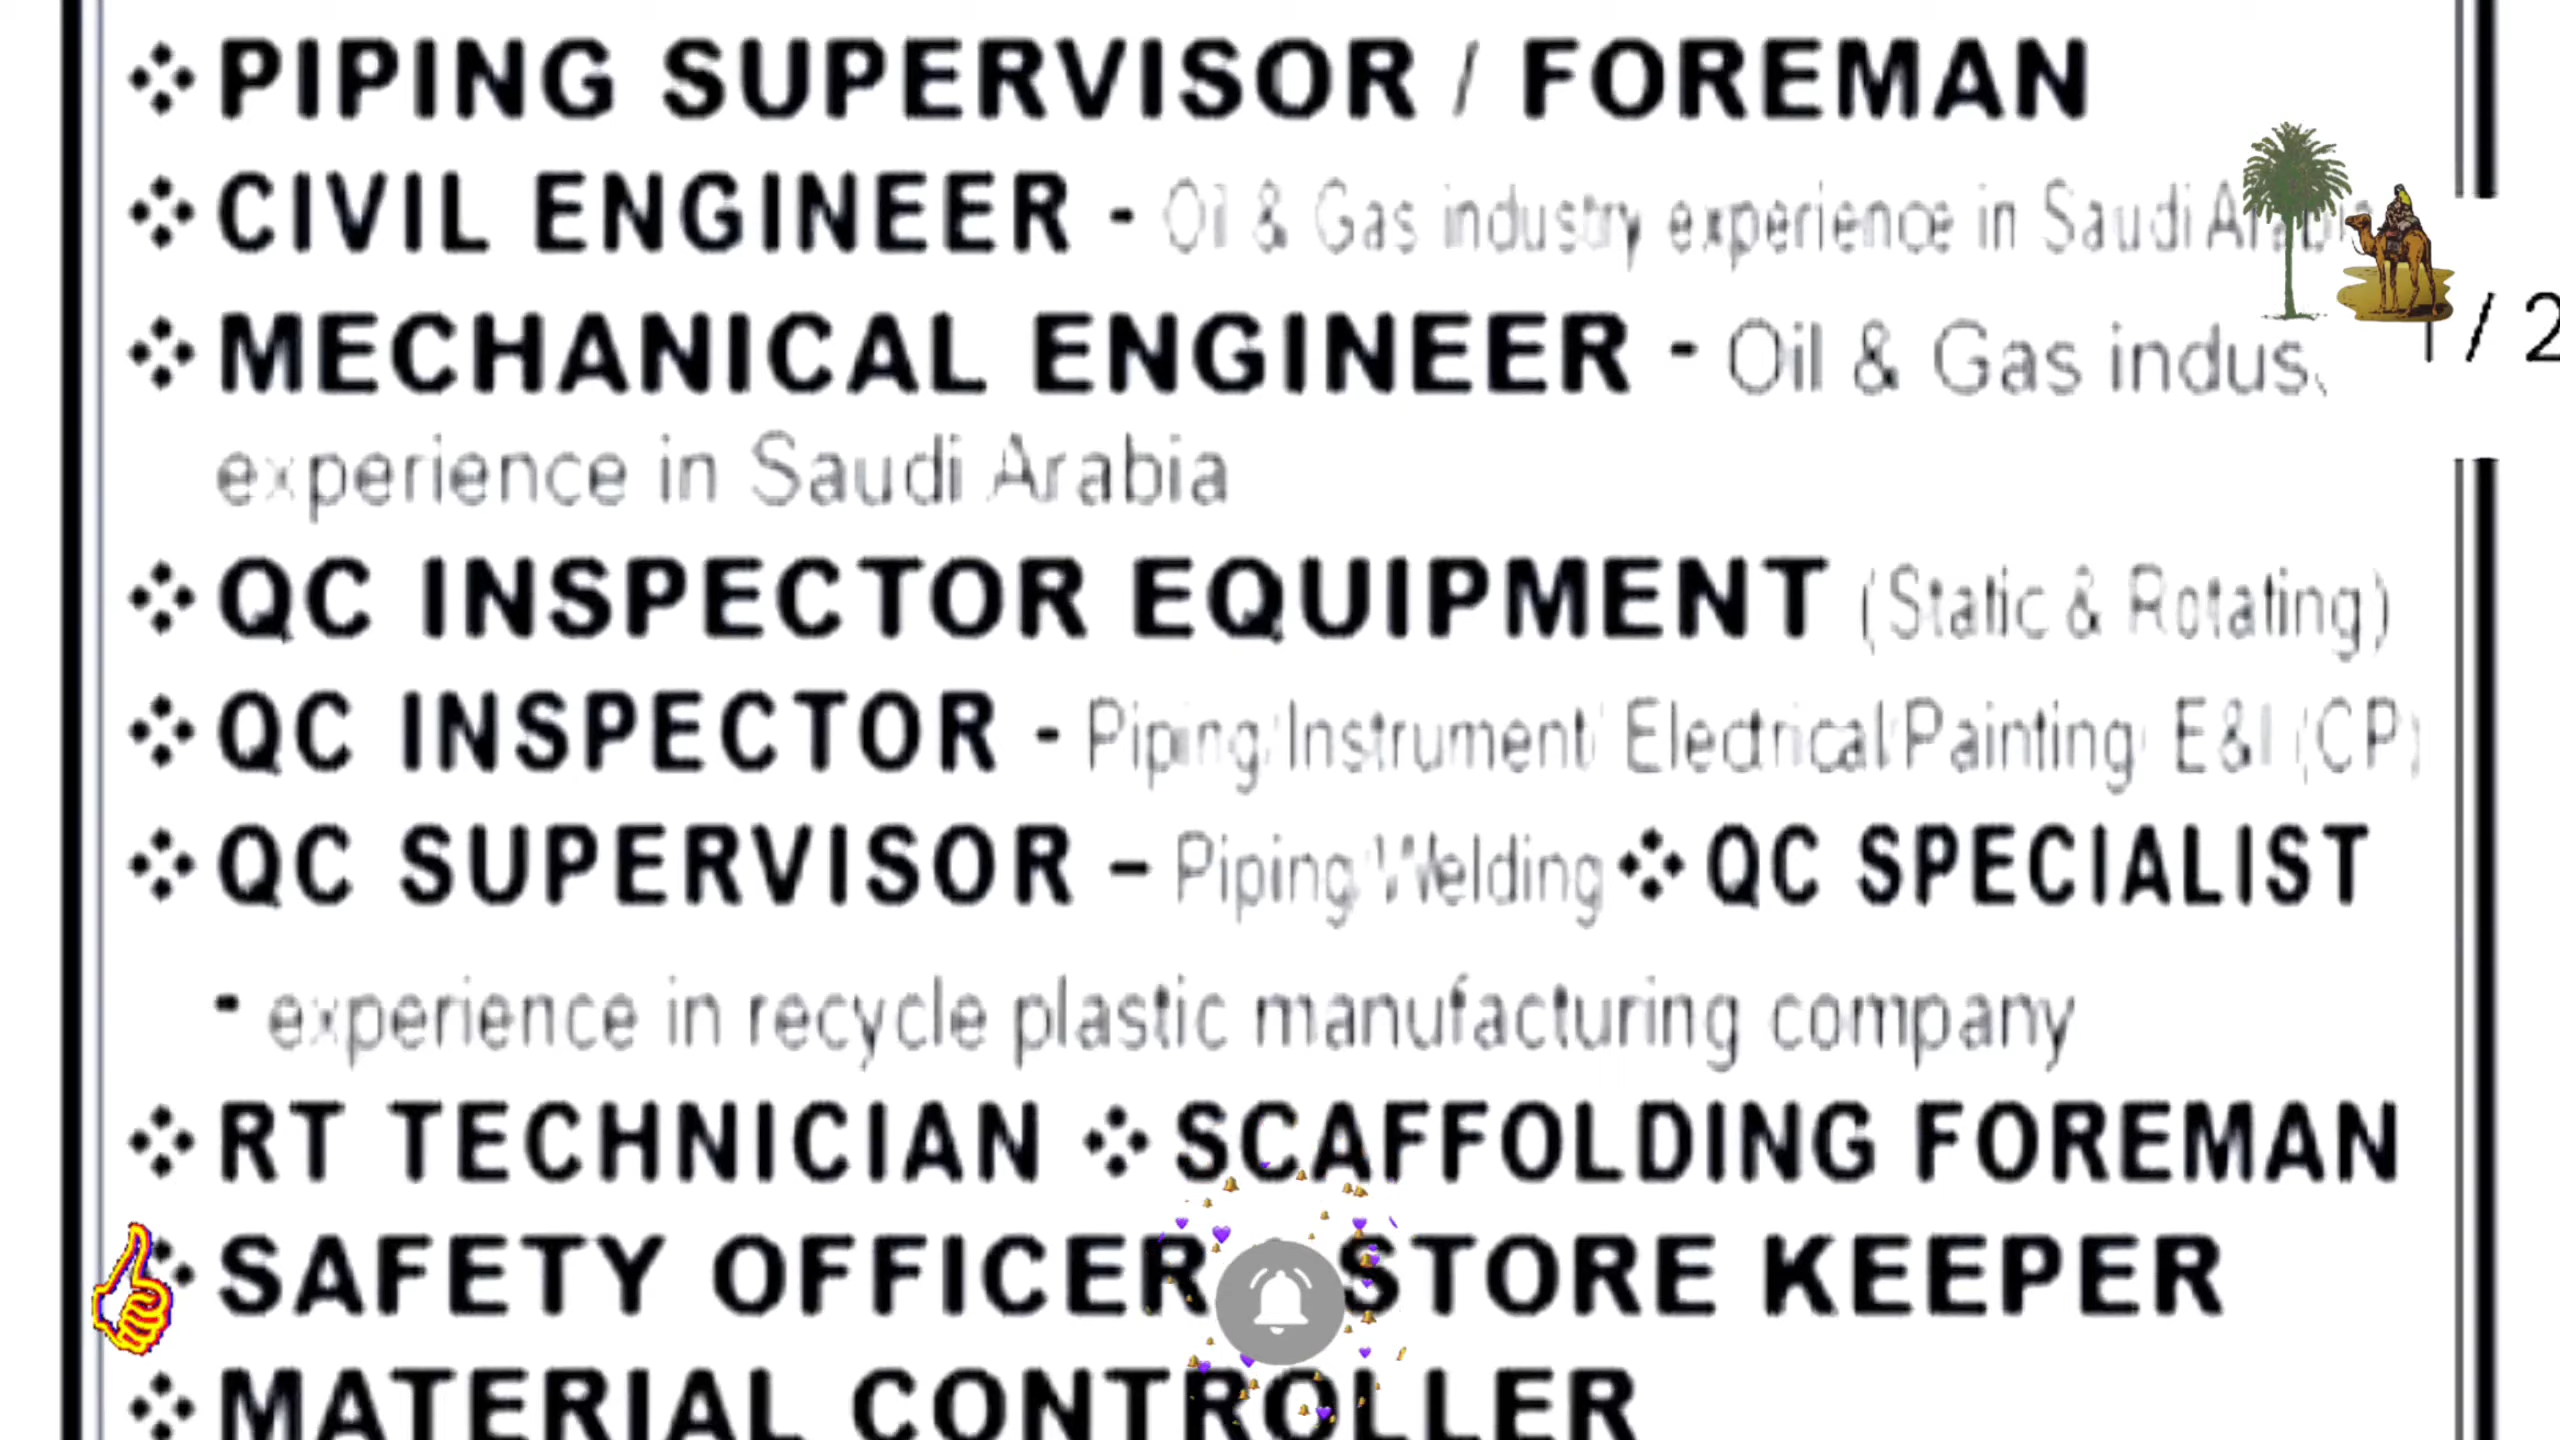 ❖ PIPING SUPERVISOR / FOREMAN
❖ CIVIL ENGINEER - Oil & Gas industry experience in Saudi
❖ MECHANICAL ENGINEER - Oil & Gas
/ 2
experience in Saudi Arabia
❖ QC INSPECTOR EQUIPMENT (Static & Rotating)
❖ QC INSPECTOR - Piping/Instrument/ Electrical/Painting/ E&I (CP)
❖ QC SUPERVISOR – Piping/Welding ❖ QC SPECIALIST
- experience in recycle plastic manufacturing company
❖ RT TECHNICIAN ❖ SCAFFOLDING FOREMAN
❖ SAFETY OFFICER STORE KEEPER
❖ MATERIAL CONTROLLER